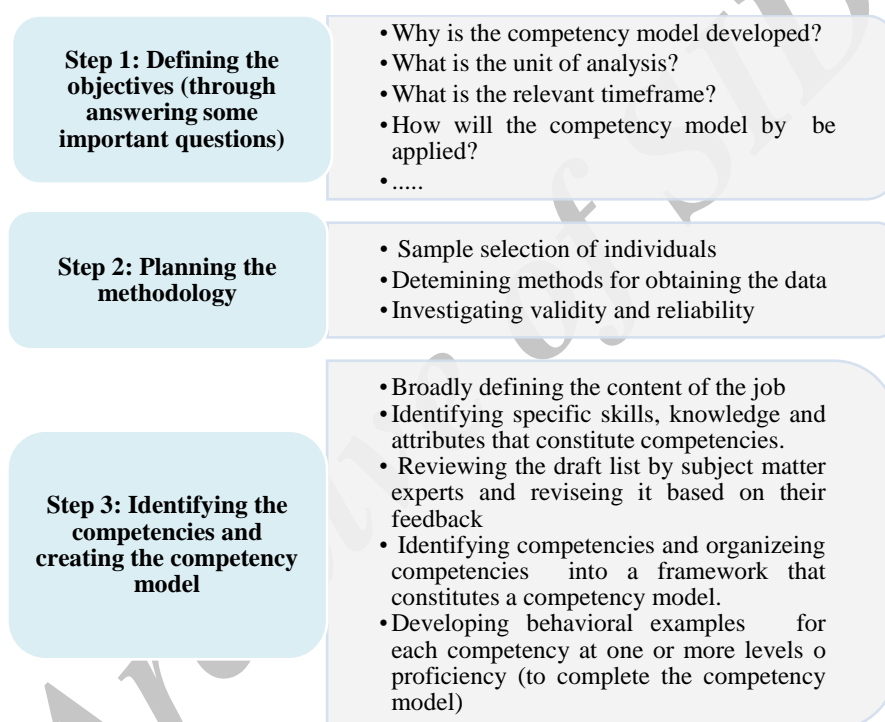 Step 1: Defining the
objectives (through
answering some
important questions)
•Why is the competency model developed?
•What is the unit of analysis?
•What is the relevant timeframe?
•How will the competency model by be
applied?
•.....
Step 2: Planning the
methodology
• Sample selection of individuals
•Detemining methods for obtaining the data
•Investigating validity and reliability
Step 3: Identifying the
competencies and
creating the competency
model
•Broadly defining the content of the job
•Identifying specific skills, knowledge and
attributes that constitute competencies.
• Reviewing the draft list by subject matter
experts and reviseing it based on their
feedback
• Identifying competencies and organizeing
competencies into a framework that
constitutes a competency model.
•Developing behavioral examples for
each competency at one or more levels o
proficiency (to complete the competency
model)
Archive of SID